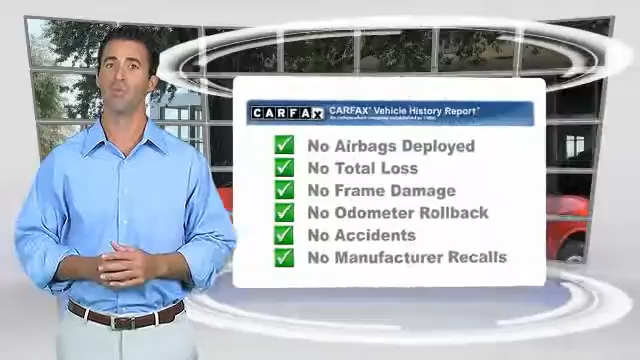 CARFAX CARFAX Vehicle History Report™
No Airbags Deployed
No Total Loss
No Frame Damage
No Odometer Rollback
No Accidents
No Manufacturer Recalls